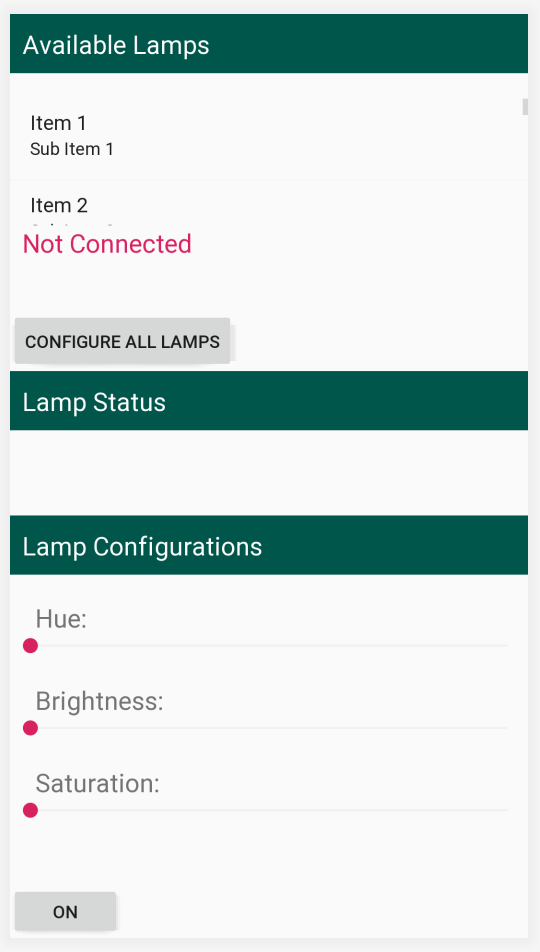 Available Lamps
Item 1
Sub Item 1
Item 2
Not Connected
CONFIGURE ALL LAMPS
Lamp Status
Lamp Configurations
Hue:
Brightness:
Saturation:
ON